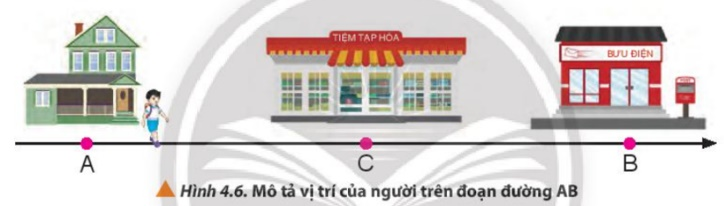 TIỆM TẠP HÓA
BƯU ĐIỆN
A
C
B
Hình 4.6. Mô tả vị trí của người trên đoạn đường AB